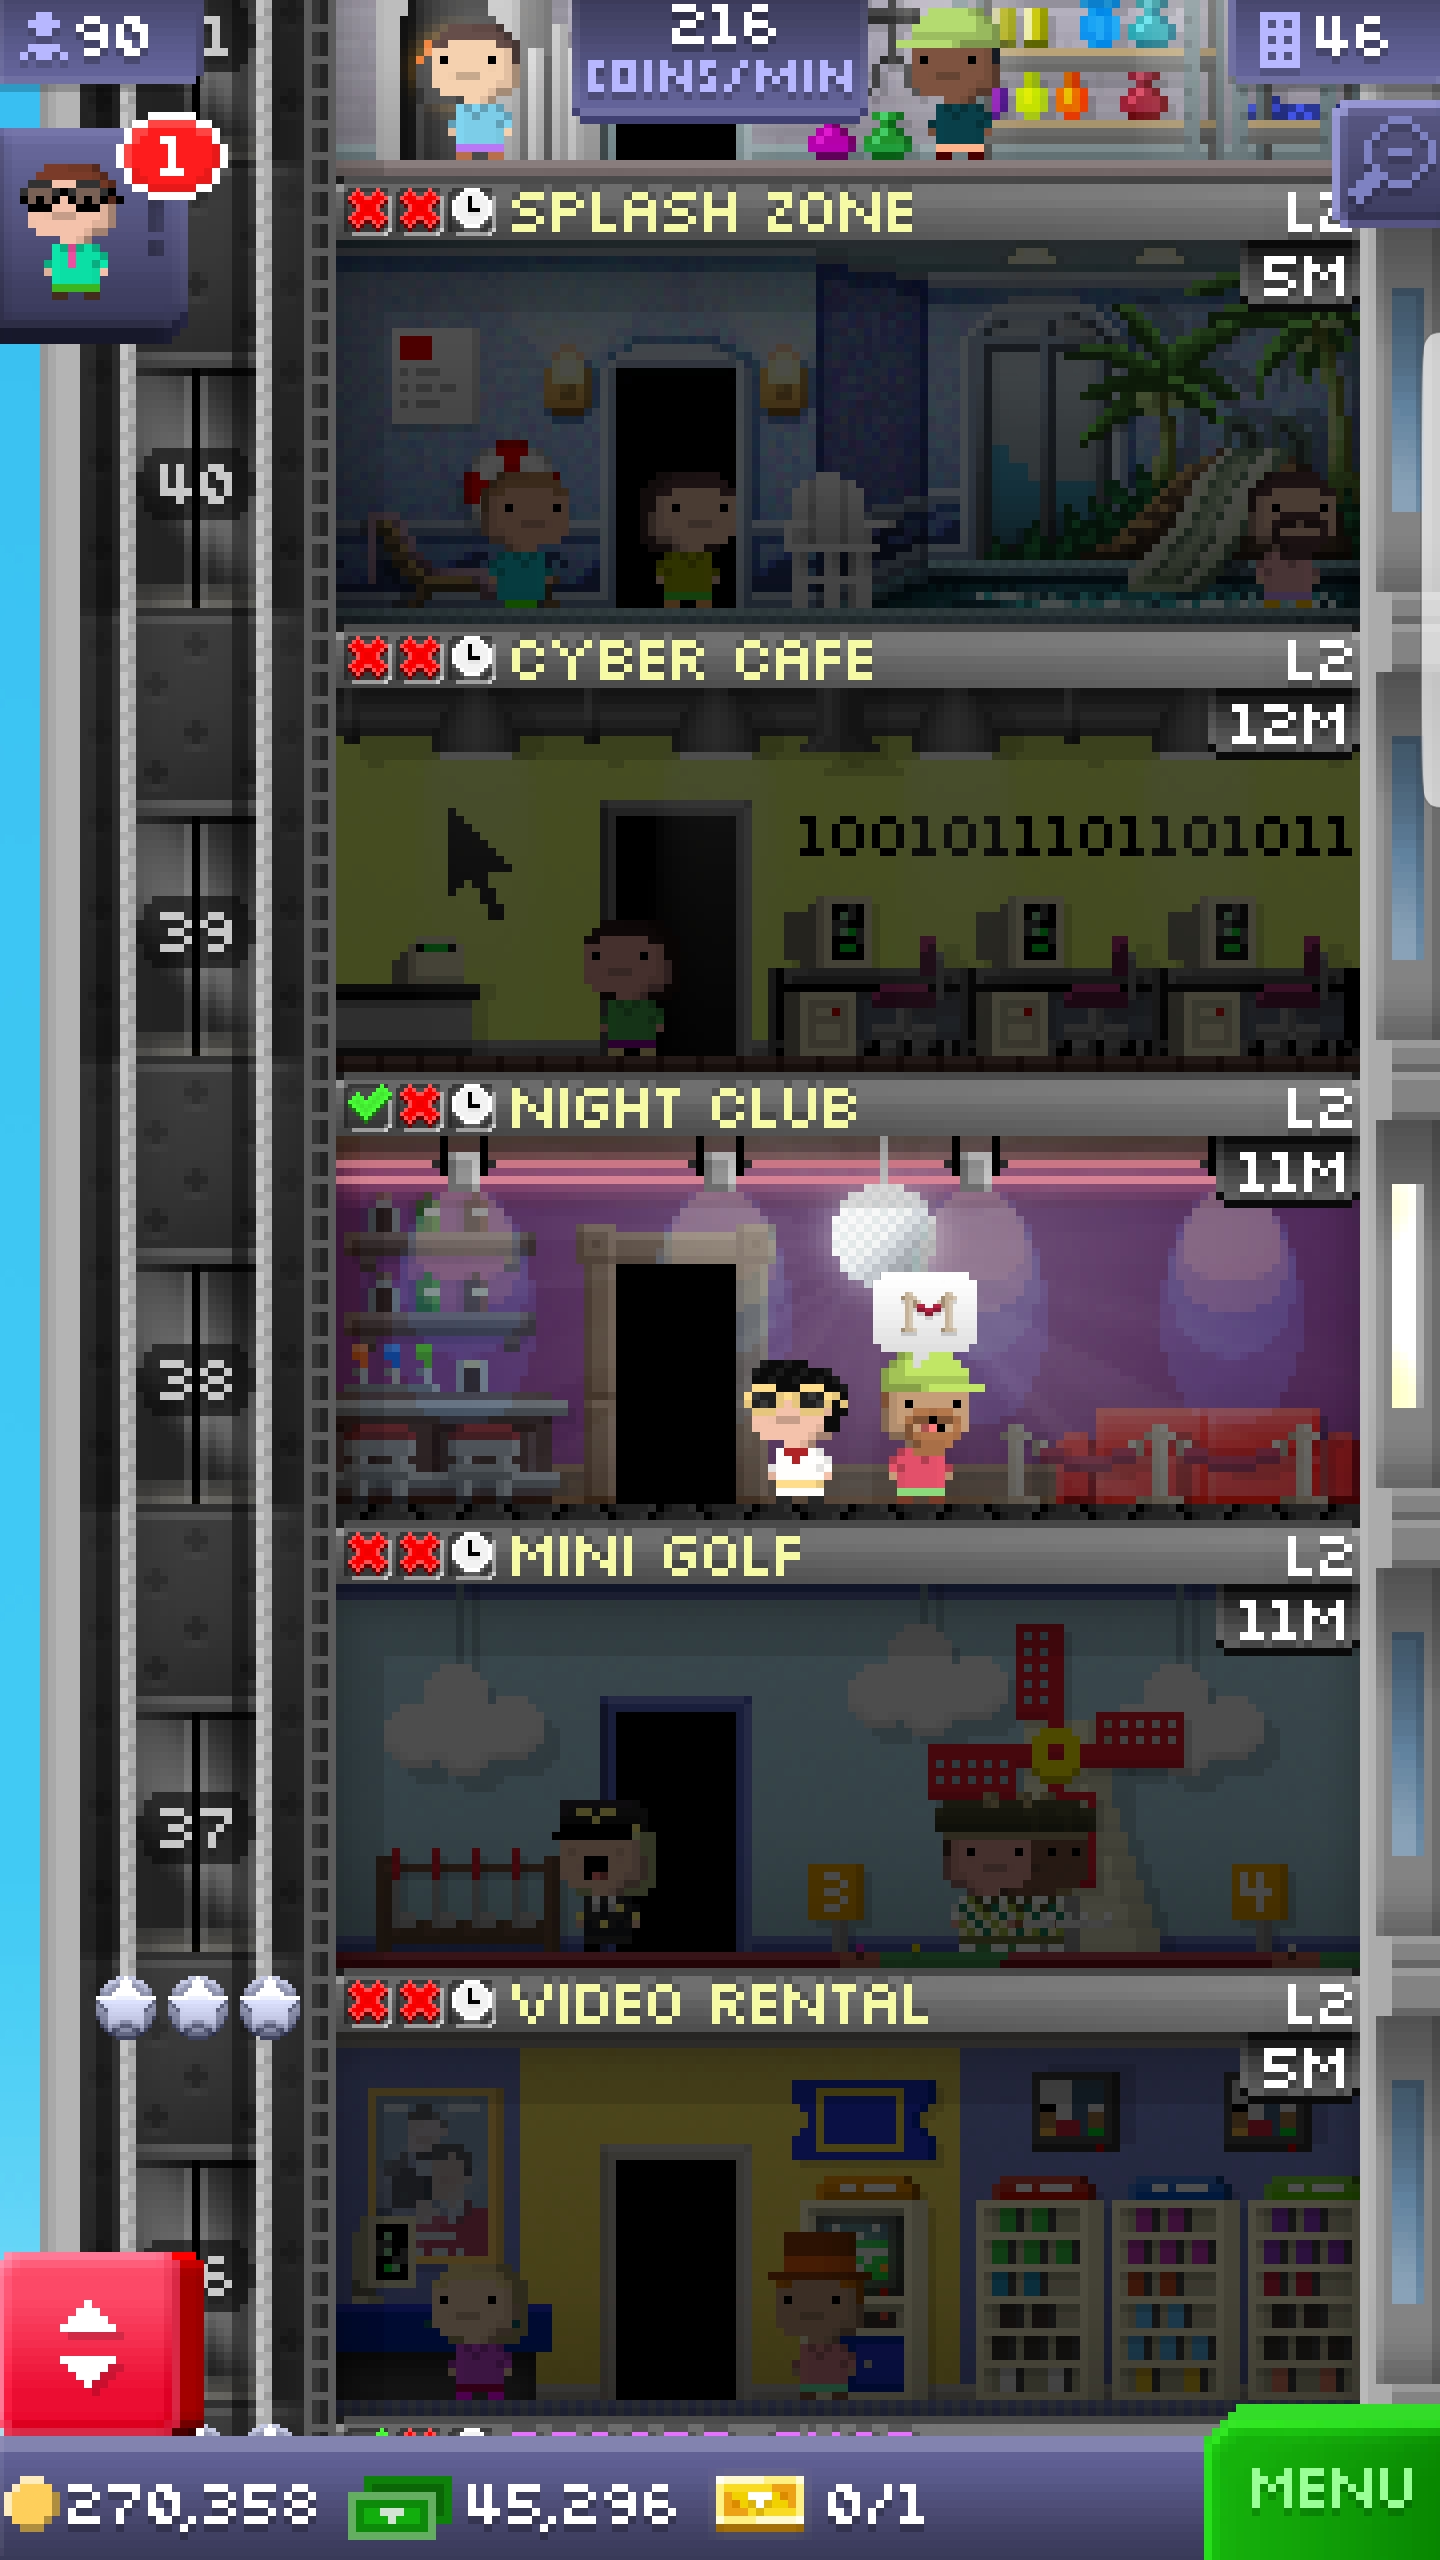 90
1
216
COINS/MIN
46
1
SPLASH ZONE
L2
5M
40
CYBER CAFE
L2
12M
1001011101101011
39
NIGHT CLUB
L2
11M
M
38
MINI GOLF
L2
11M
37
3
4
VIDEO RENTAL
L2
5M
6
270,358
45,296
0/1
MENU